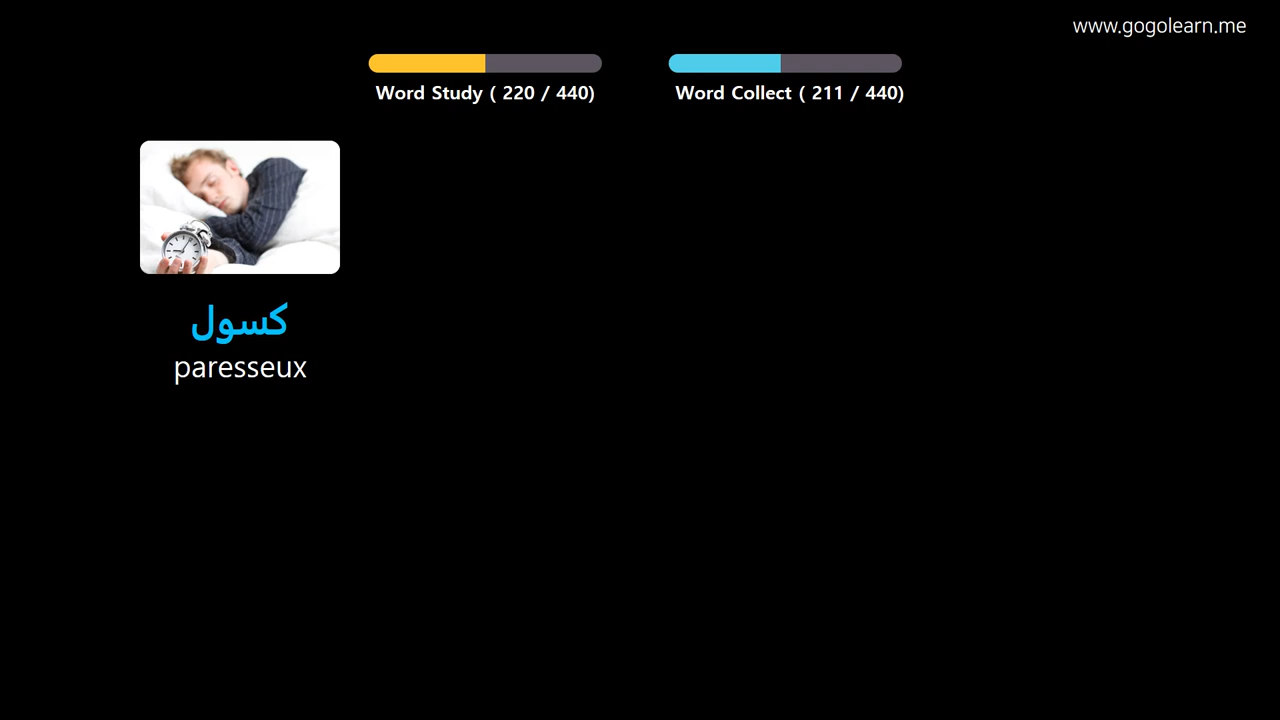 www.gogolearn.me
Word Study ( 220 / 440)
Word Collect ( 211 / 440)
كسول
paresseux